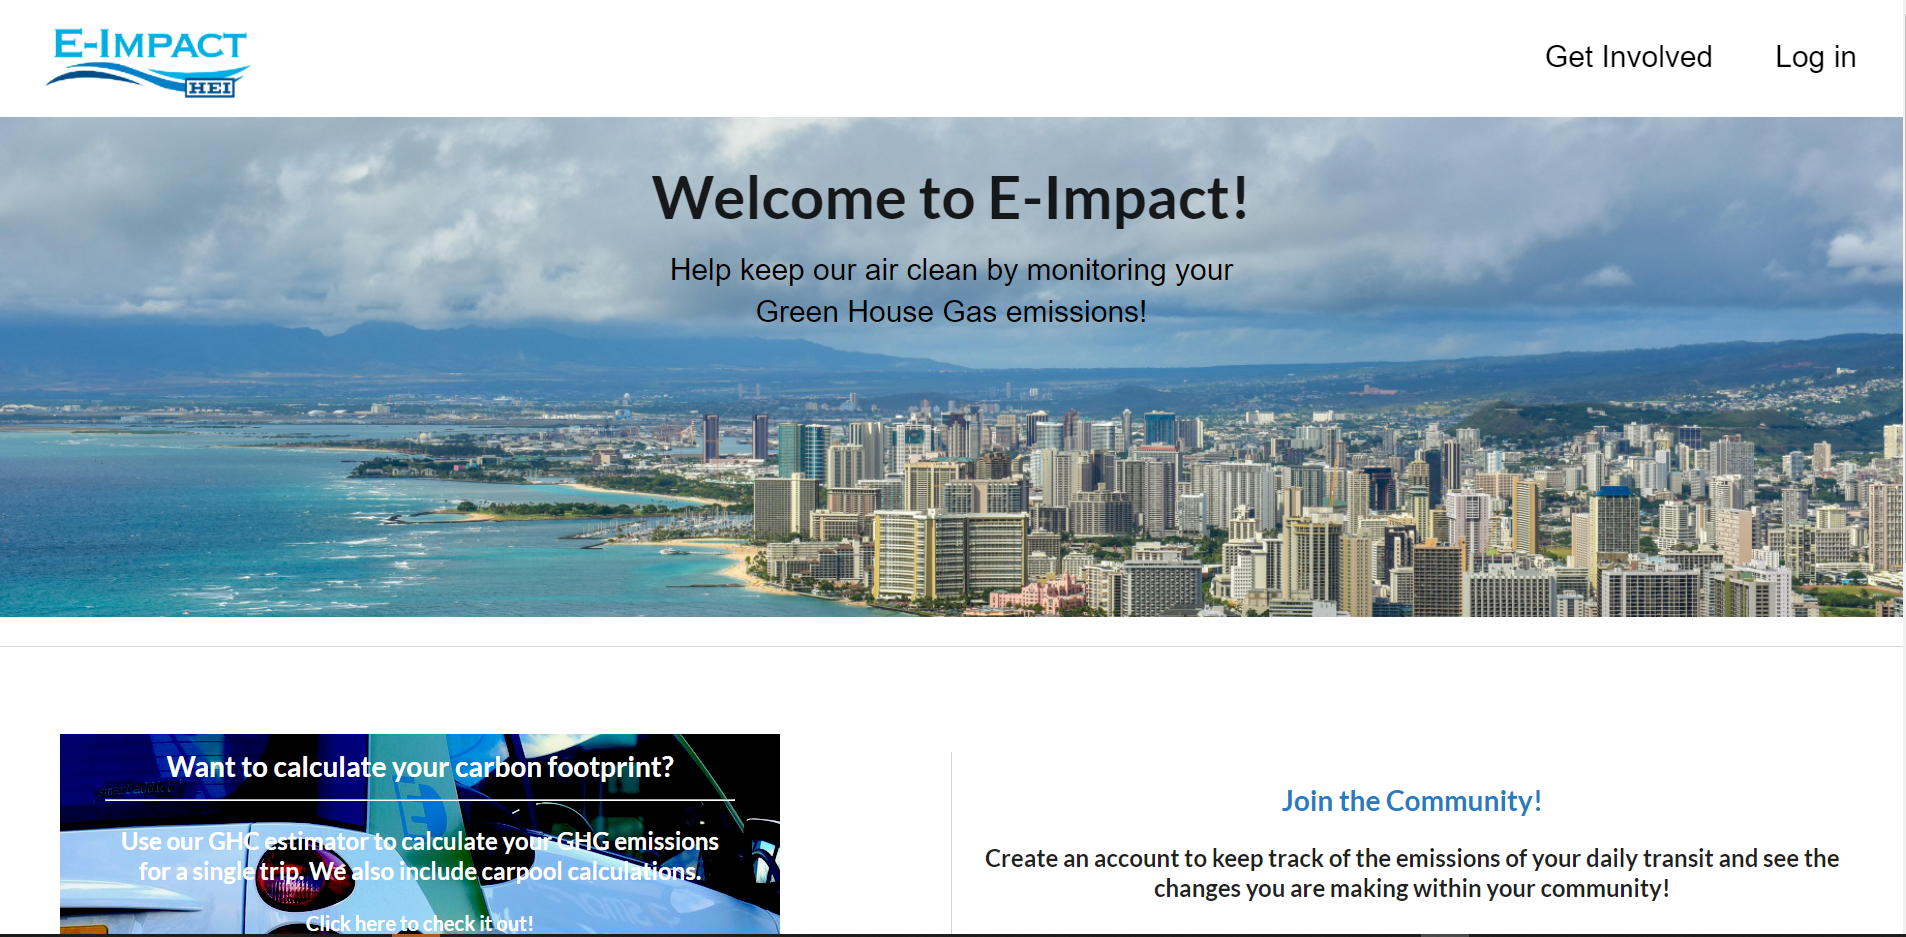 E-IMPACT
HEI
Get Involved
Log in
Welcome to E-Impact!
Help keep our air clean by monitoring your
Green House Gas emissions!
Want to calculate your carbon footprint?
smart addict
Use our GHC estimator to calculate your GHG emissions
for a single trip. We also include carpool calculations.
Click here to check it out!
Join the Community!
Create an account to keep track of the emissions of your daily transit and see the
changes you are making within your community!